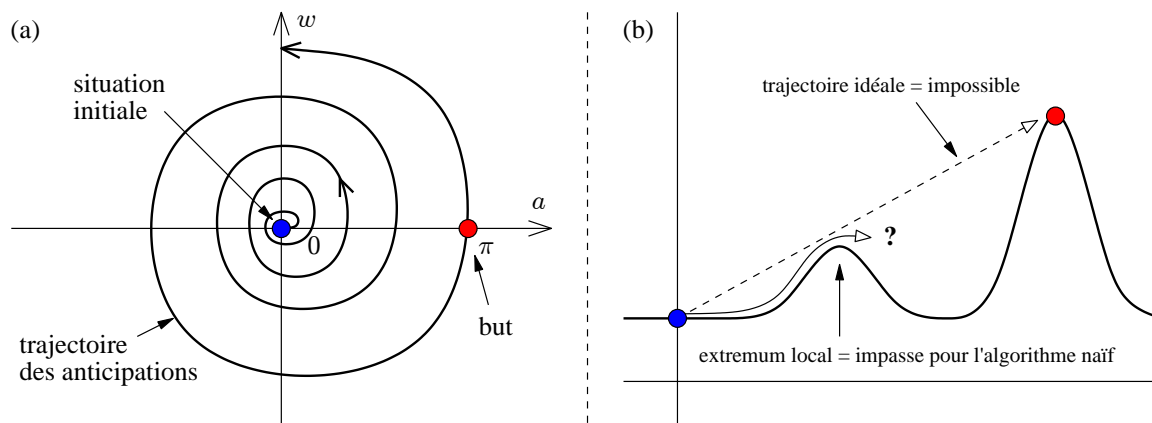 (a)
w
situation
initiale
a
0
π
but
trajectoire
des anticipations
(b)
trajectoire idéale = impossible
?
extremum local = impasse pour l'algorithme naïf